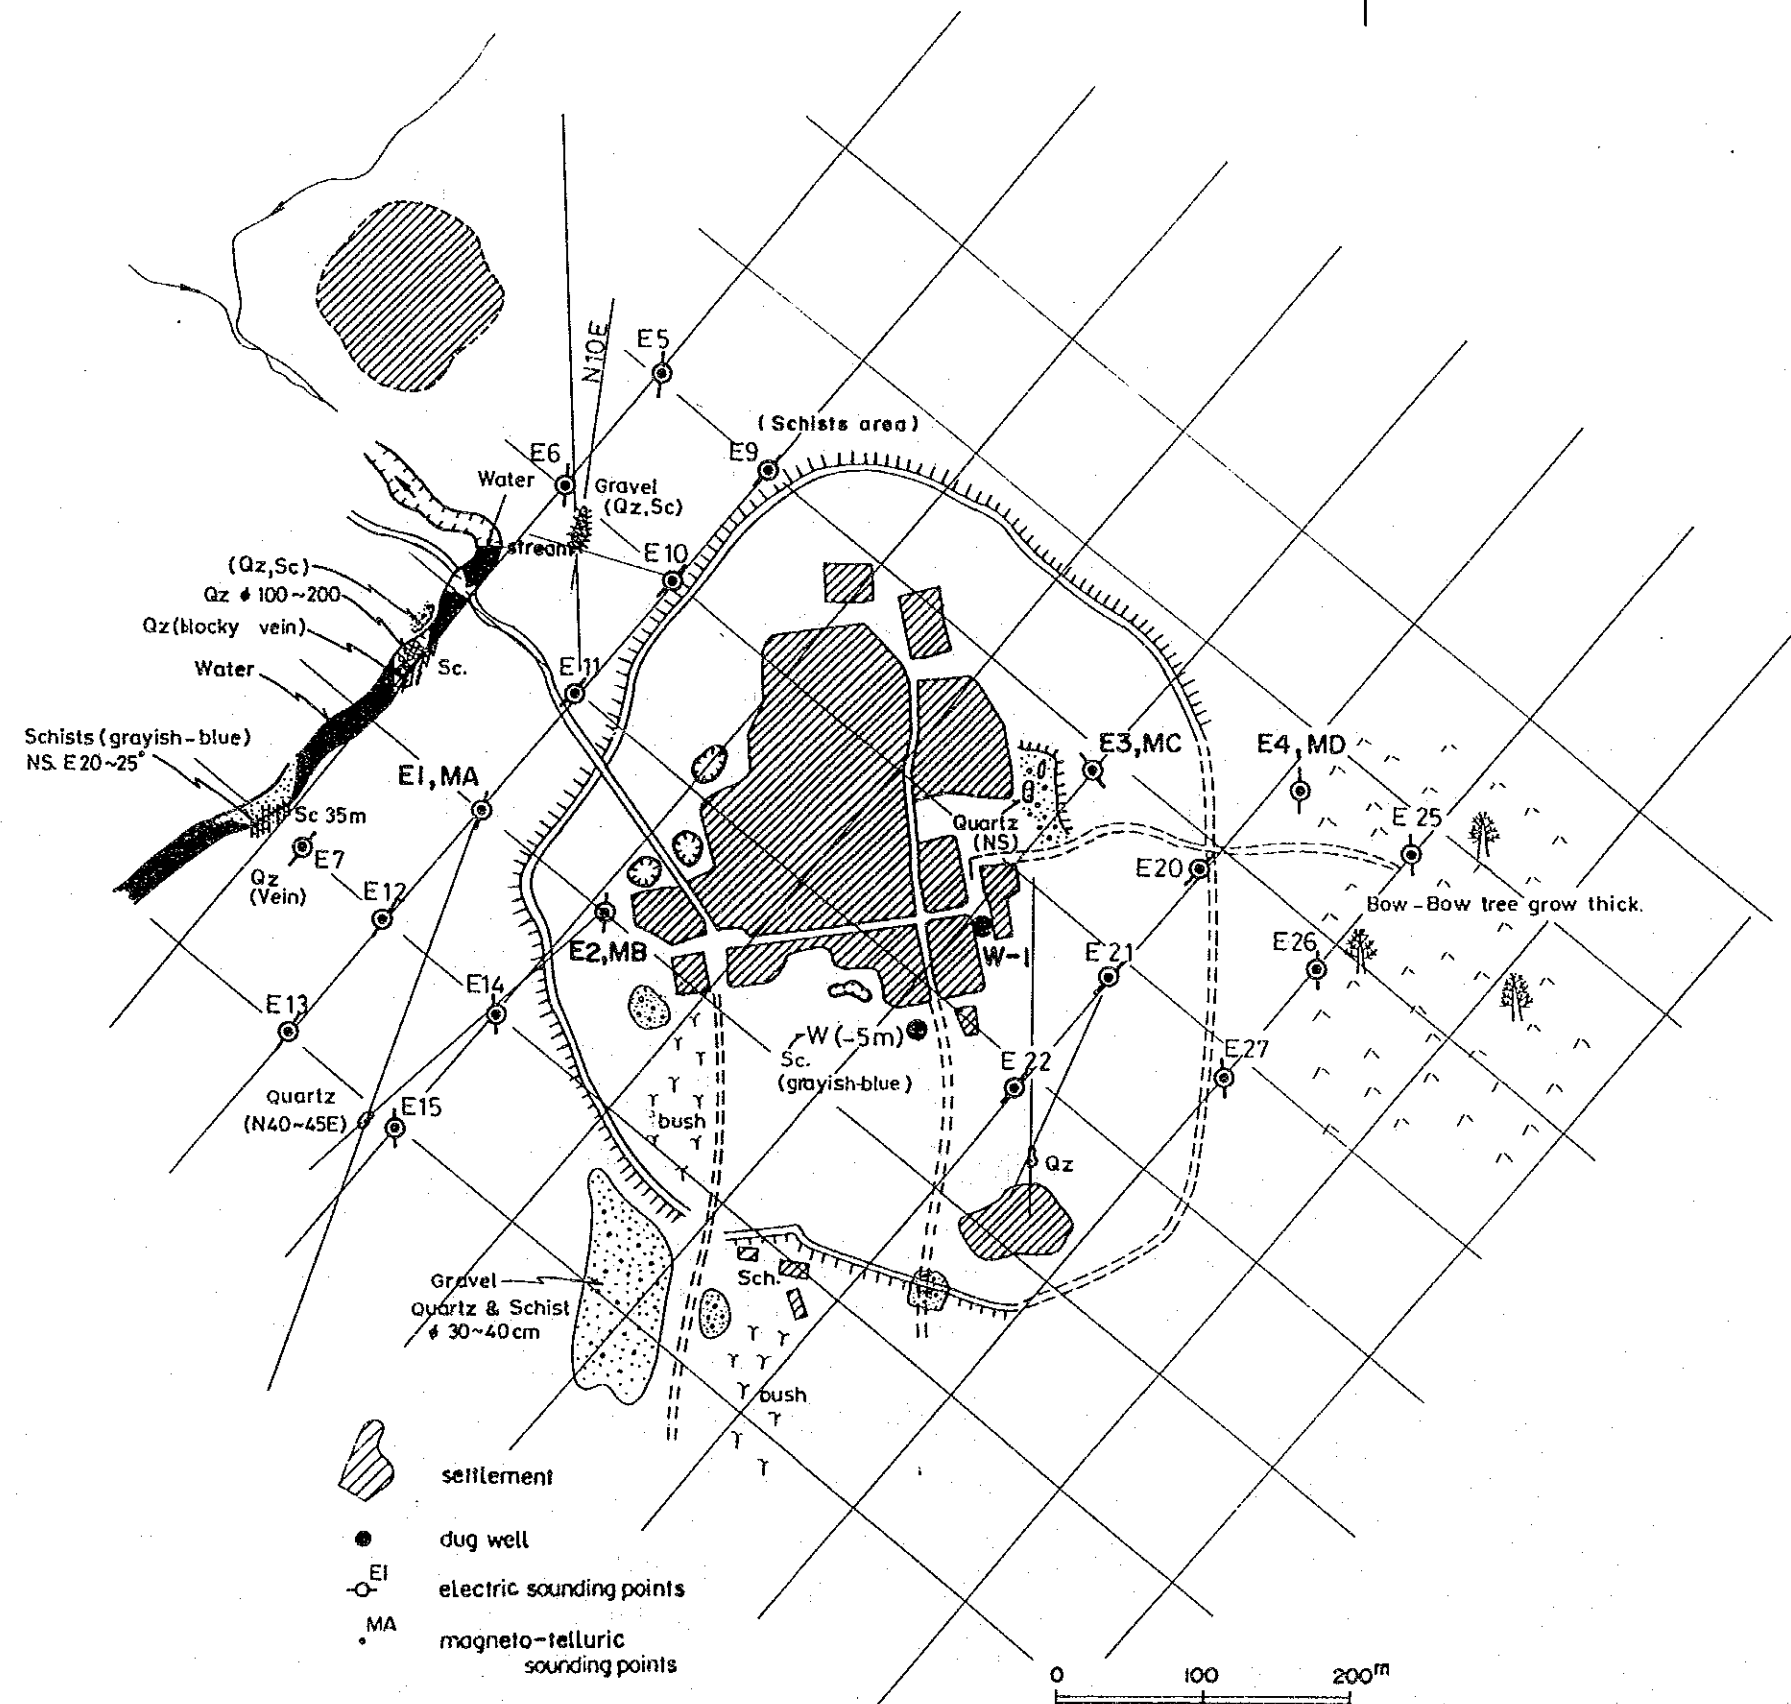 N10E
E5
(Schists area)
E6
E9
Water
Gravel
(Qz,Sc)
stream
E10
(Qz,Sc)
Qz ϕ 100~200
Qz(blocky vein)
Sc.
Water
E11
Schists (grayish-blue)
NS. E20~25°
E1,MA
E3,MC
E4,MD
Sc 35m
E 25
Quartz
(NS)
E7
Qz
(Vein)
E20
E12
Bow-Bow tree grow thick.
E2,MB
W-1
E 21
E26
E14
E13
W (-5m)
Sc.
(grayish-blue)
E 22
E27
Quartz
(N40~45E)
E15
bush
Qz
Gravel
Quartz & Schist
ϕ 30~40cm
Sch.
bush
settlement
dug well
E1
electric sounding points
MA
magneto-telluric
sounding points
0 100 200m